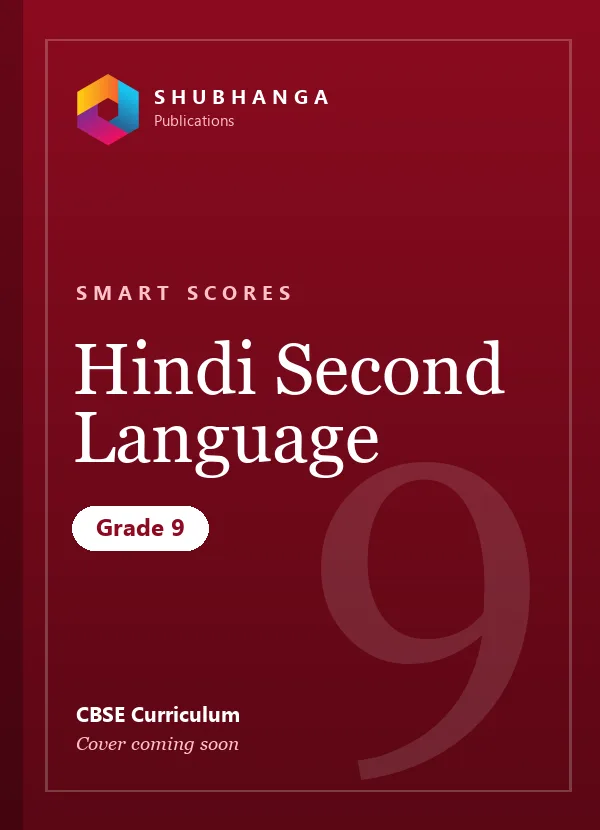 SHUBHANGA
Publications
SMART SCORES
Hindi Second
Language
Grade 9
9
CBSE Curriculum
Cover coming soon